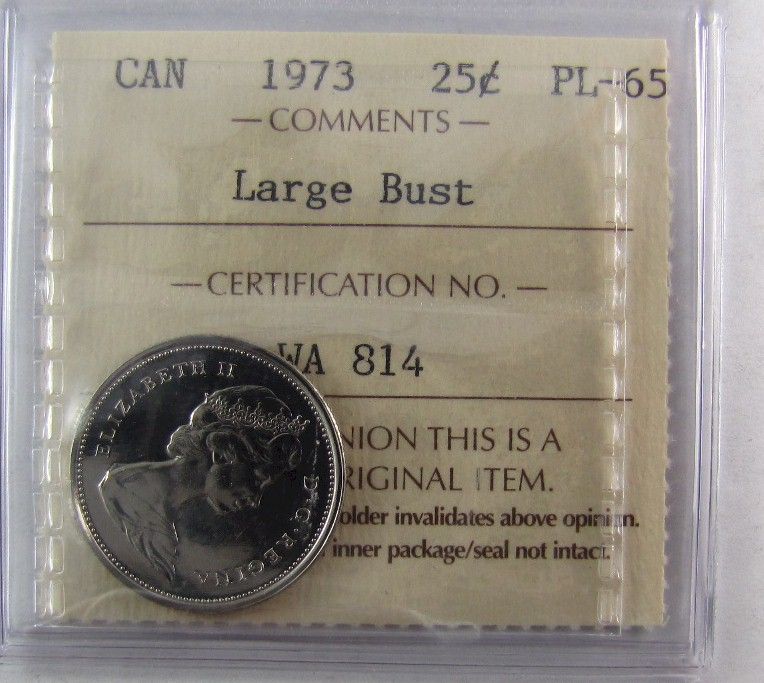 CAN 1973 25¢ PL-65
— COMMENTS —
Large Bust
— CERTIFICATION NO. —
WA 814
NION THIS IS A
RIGINAL ITEM.
older invalidates above opinion.
inner package/seal not intact.
ELIZABETH II
D·G·REGINA